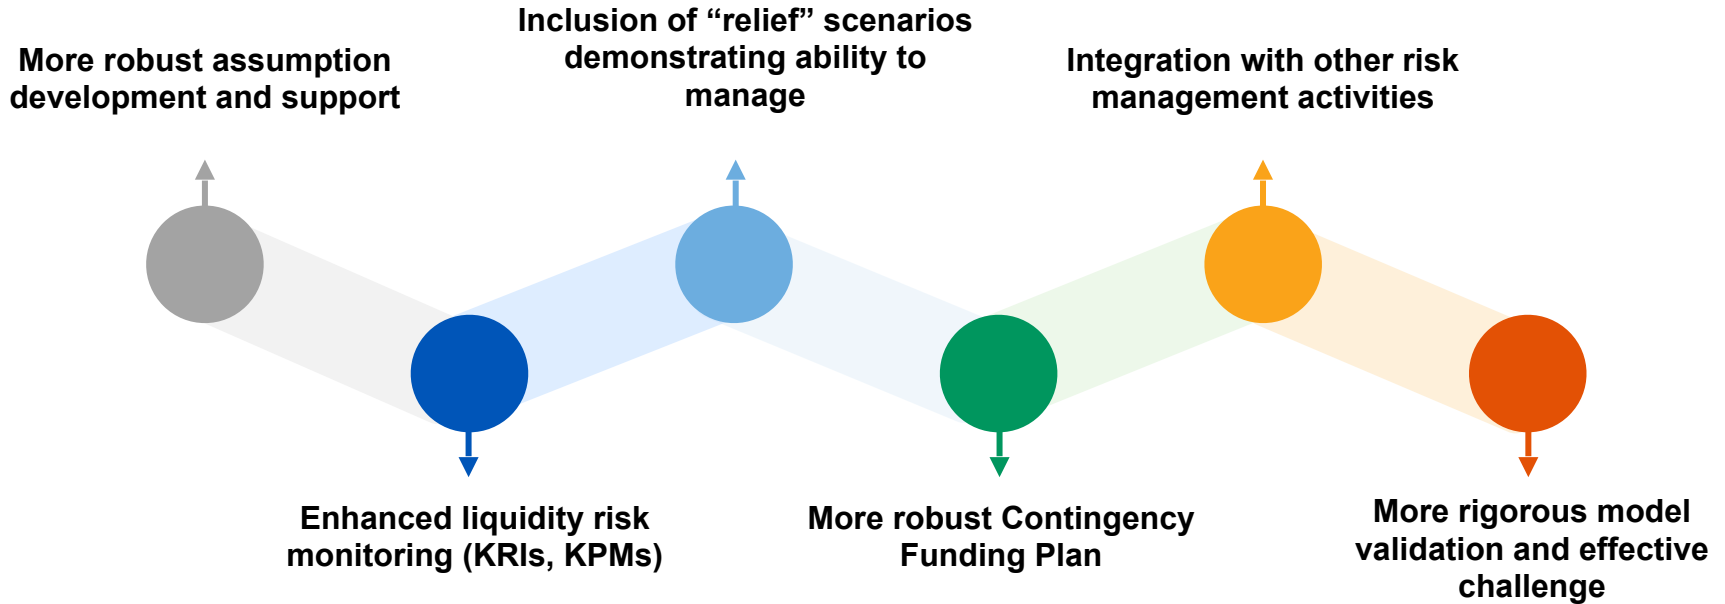 More robust assumption
development and support
Enhanced liquidity risk
monitoring (KRIs, KPMs)
Inclusion of “relief” scenarios
demonstrating ability to
manage
More robust Contingency
Funding Plan
Integration with other risk
management activities
More rigorous model
validation and effective
challenge